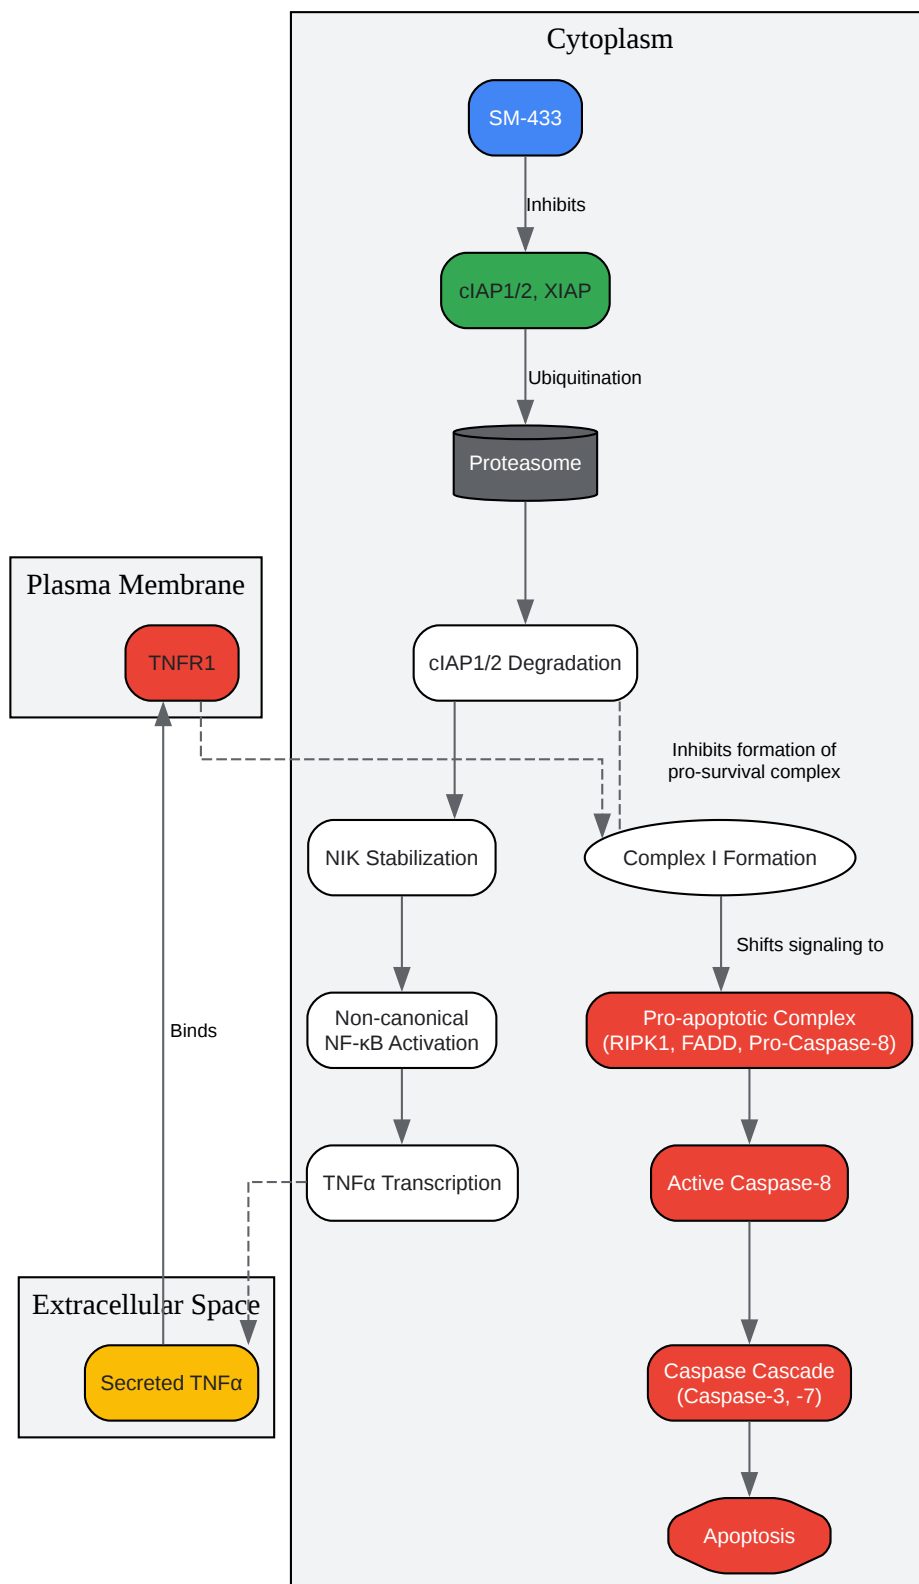 Cytoplasm
SM-433
Inhibits
cIAP1/2, XIAP
Ubiquitination
Proteasome
Plasma Membrane
TNFR1
cIAP1/2 Degradation
Inhibits formation of
pro-survival complex
NIK Stabilization
Complex I Formation
Shifts signaling to
Non-canonical
NF-κB Activation
Pro-apoptotic Complex
(RIPK1, FADD, Pro-Caspase-8)
Binds
TNFα Transcription
Active Caspase-8
Extracellular Space
Secreted TNFα
Caspase Cascade
(Caspase-3, -7)
Apoptosis